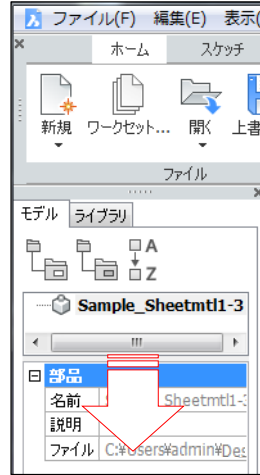 ファイル(F) 編集(E) 表示(
ホーム スケッチ
新規 ワークセット... 開く 上書
ファイル
モデル ライブラリ
A
Z
Sample_Sheetmtl1-3
部品
名前 Sheetmtl1-3
説明
ファイル C:¥Users¥admin¥Des